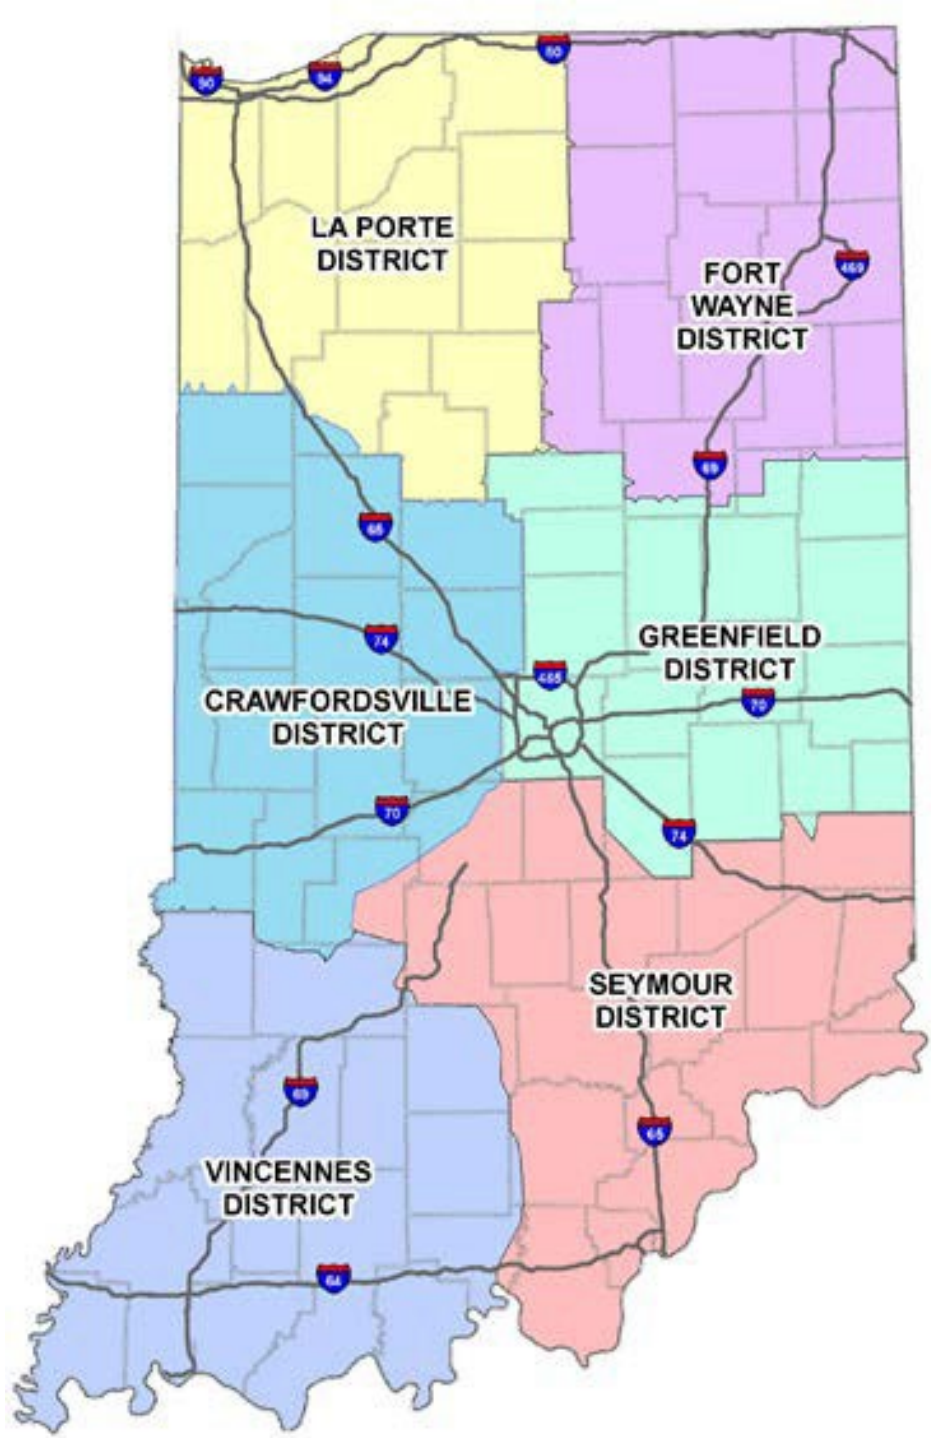 90
94
80
LA PORTE
DISTRICT
FORT
WAYNE
DISTRICT
469
69
65
74
GREENFIELD
DISTRICT
465
70
CRAWFORDSVILLE
DISTRICT
70
74
SEYMOUR
DISTRICT
69
65
VINCENNES
DISTRICT
64